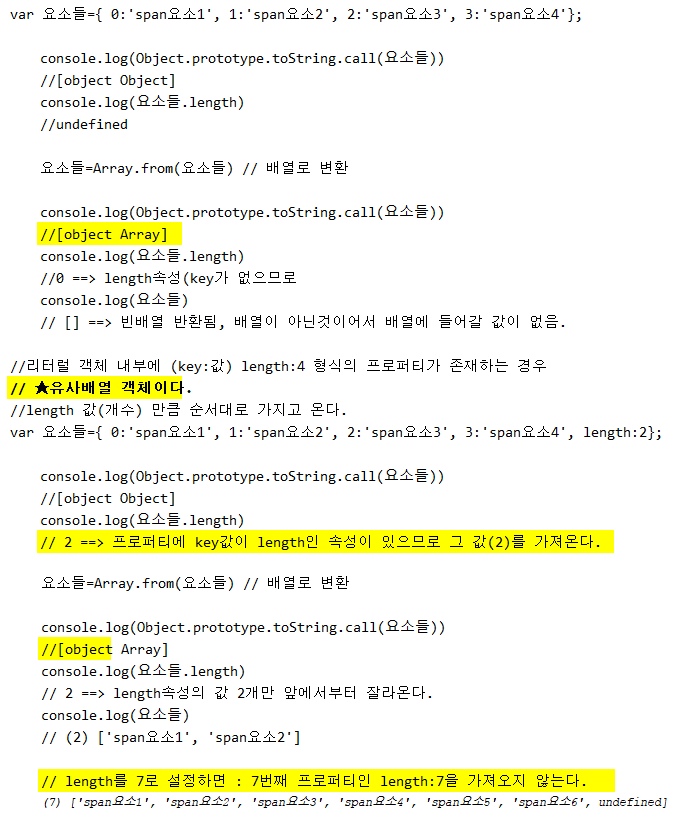 var 요소들={ 0:'span요소1', 1:'span요소2', 2:'span요소3', 3:'span요소4'};
console.log(Object.prototype.toString.call(요소들))
//[object Object]
console.log(요소들.length)
//undefined
요소들=Array.from(요소들) // 배열로 변환
console.log(Object.prototype.toString.call(요소들))
//[object Array]
console.log(요소들.length)
//0 ==> length속성(key가 없으므로
console.log(요소들)
// [] ==> 빈배열 반환됨, 배열이 아닌것이어서 배열에 들어갈 값이 없음.
//리터럴 객체 내부에 (key:값) length:4 형식의 프로퍼티가 존재하는 경우
// ★유사배열 객체이다.
//length 값(개수) 만큼 순서대로 가지고 온다.
var 요소들={ 0:'span요소1', 1:'span요소2', 2:'span요소3', 3:'span요소4', length:2};
console.log(Object.prototype.toString.call(요소들))
//[object Object]
console.log(요소들.length)
// 2 ==> 프로퍼티에 key값이 length인 속성이 있으므로 그 값(2)를 가져온다.
요소들=Array.from(요소들) // 배열로 변환
console.log(Object.prototype.toString.call(요소들))
//[object Array]
console.log(요소들.length)
// 2 ==> length속성의 값 2개만 앞에서부터 잘라온다.
console.log(요소들)
// (2) ['span요소1', 'span요소2']
// length를 7로 설정하면 : 7번째 프로퍼티인 length:7을 가져오지 않는다.
(7) ['span요소1', 'span요소2', 'span요소3', 'span요소4', 'span요소5', 'span요소6', undefined]